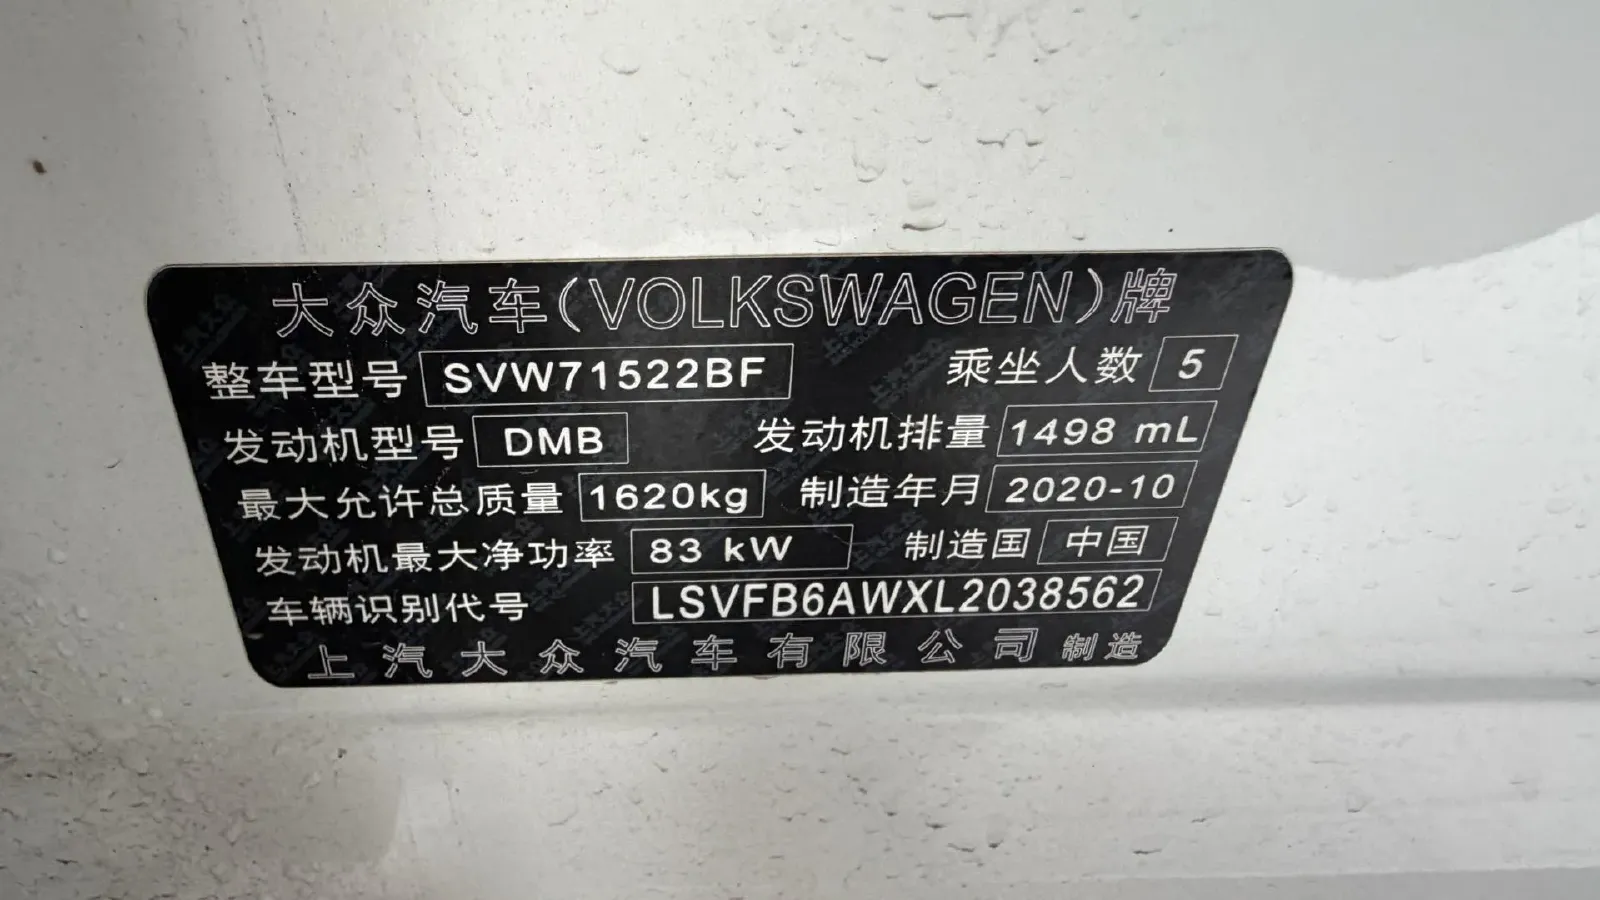 大众汽车(VOLKSWAGEN)牌
整车型号 SVW71522BF 乘坐人数 5
发动机型号 DMB 发动机排量 1498 mL
最大允许总质量 1620kg 制造年月 2020-10
发动机最大净功率 83 kW 制造国 中国
车辆识别代号 LSVFB6AWXL2038562
上汽大众汽车有限公司 制造